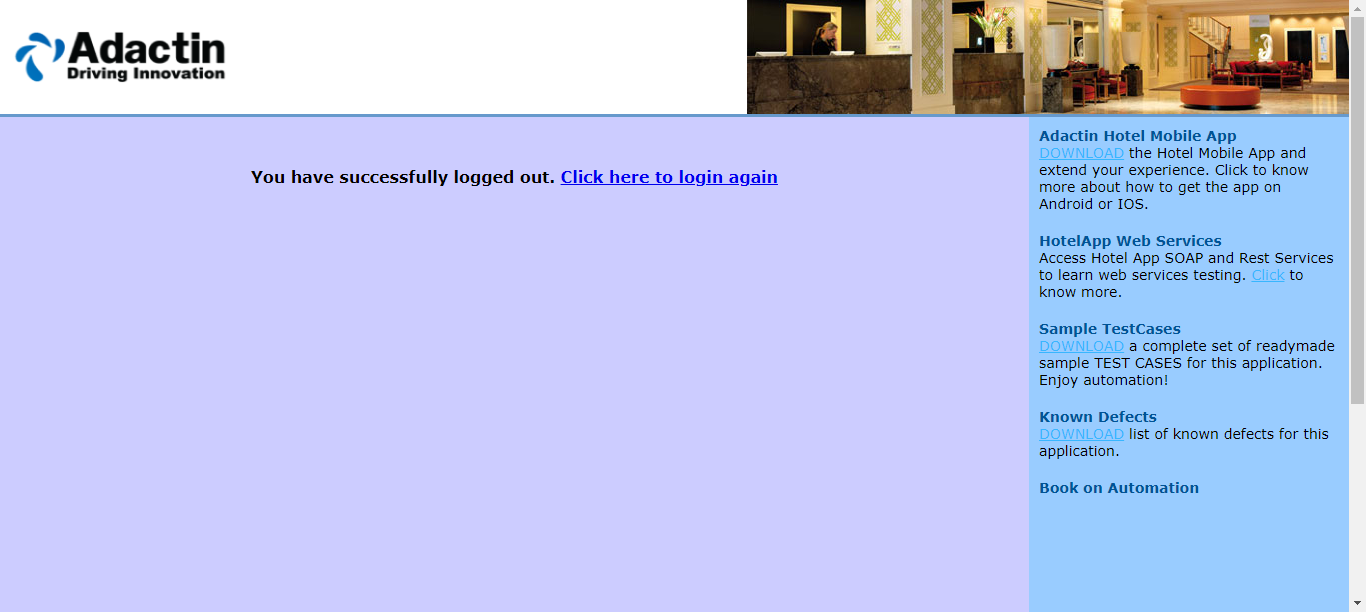 Adactin
Driving Innovation
You have successfully logged out. Click here to login again
Adactin Hotel Mobile App
DOWNLOAD the Hotel Mobile App and
extend your experience. Click to know
more about how to get the app on
Android or IOS.
HotelApp Web Services
Access Hotel App SOAP and Rest Services
to learn web services testing. Click to
know more.
Sample TestCases
DOWNLOAD a complete set of readymade
sample TEST CASES for this application.
Enjoy automation!
Known Defects
DOWNLOAD list of known defects for this
application.
Book on Automation